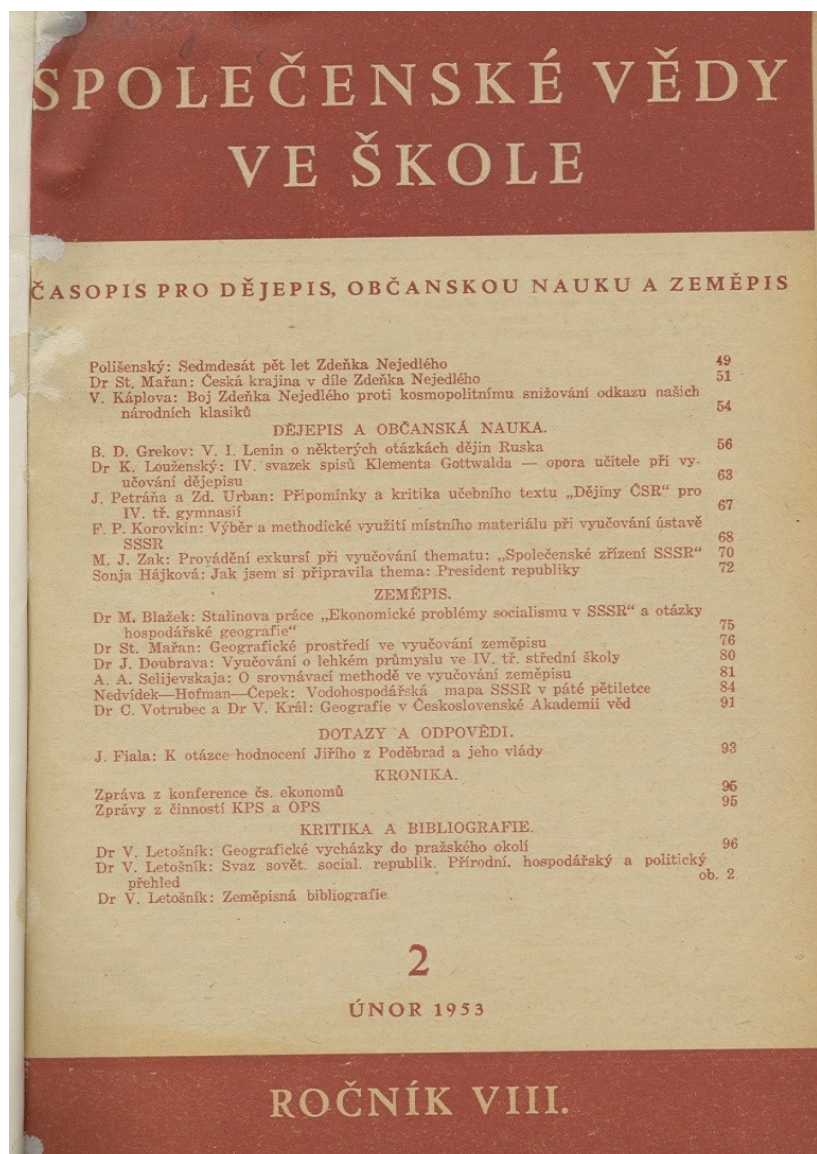 SPOLEČENSKÉ VĚDY
VE ŠKOLE
ČASOPIS PRO DĚJEPIS, OBČANSKOU NAUKU A ZEMĚPIS
Polišenský: Sedmdesát pět let Zdeňka Nejedlého 49
Dr St. Mařan: Česká krajina v díle Zdeňka Nejedlého 51
V. Káplova: Boj Zdeňka Nejedlého proti kosmopolitnímu snižování odkazu našich
národních klasiků 54
DĚJEPIS A OBČANSKÁ NAUKA.
B. D. Grekov: V. I. Lenin o některých otázkách dějin Ruska 56
Dr K. Louženský: IV. svazek spisů Klementa Gottwalda — opora učitele při vy-
učování dějepisu 63
J. Petráňa a Zd. Urban: Připomínky a kritika učebního textu „Dějiny ČSR“ pro
IV. tř. gymnasií 67
F. P. Korovkin: Výběr a methodické využití místního materiálu při vyučování ústavě
SSSR 68
M. J. Zak: Provádění exkursí při vyučování thematu: „Společenské zřízení SSSR“ 70
Sonja Hájková: Jak jsem si připravila thema: President republiky 72
ZEMĚPIS.
Dr M. Blažek: Stalinova práce „Ekonomické problémy socialismu v SSSR“ a otázky
hospodářské geografie“ 75
Dr St. Mařan: Geografické prostředí ve vyučování zeměpisu 76
Dr J. Doubrava: Vyučování o lehkém průmyslu ve IV. tř. střední školy 80
A. A. Selijevskaja: O srovnávací methodě ve vyučování zeměpisu 81
Nedvídek—Hofman—Čepek: Vodohospodářská mapa SSSR v páté pětiletce 84
Dr C. Votrubec a Dr V. Král: Geografie v Československé Akademii věd 91
DOTAZY A ODPOVĚDI.
J. Fiala: K otázce hodnocení Jiřího z Poděbrad a jeho vlády 93
KRONIKA.
Zpráva z konference čs. ekonomů 95
Zprávy z činností KPS a OPS 95
KRITIKA A BIBLIOGRAFIE.
Dr V. Letošník: Geografické vycházky do pražského okolí 96
Dr V. Letošník: Svaz sovět. social. republik. Přírodní, hospodářský a politický
přehled ob. 2
Dr V. Letošník: Zeměpisná bibliografie
2
ÚNOR 1953
ROČNÍK VIII.